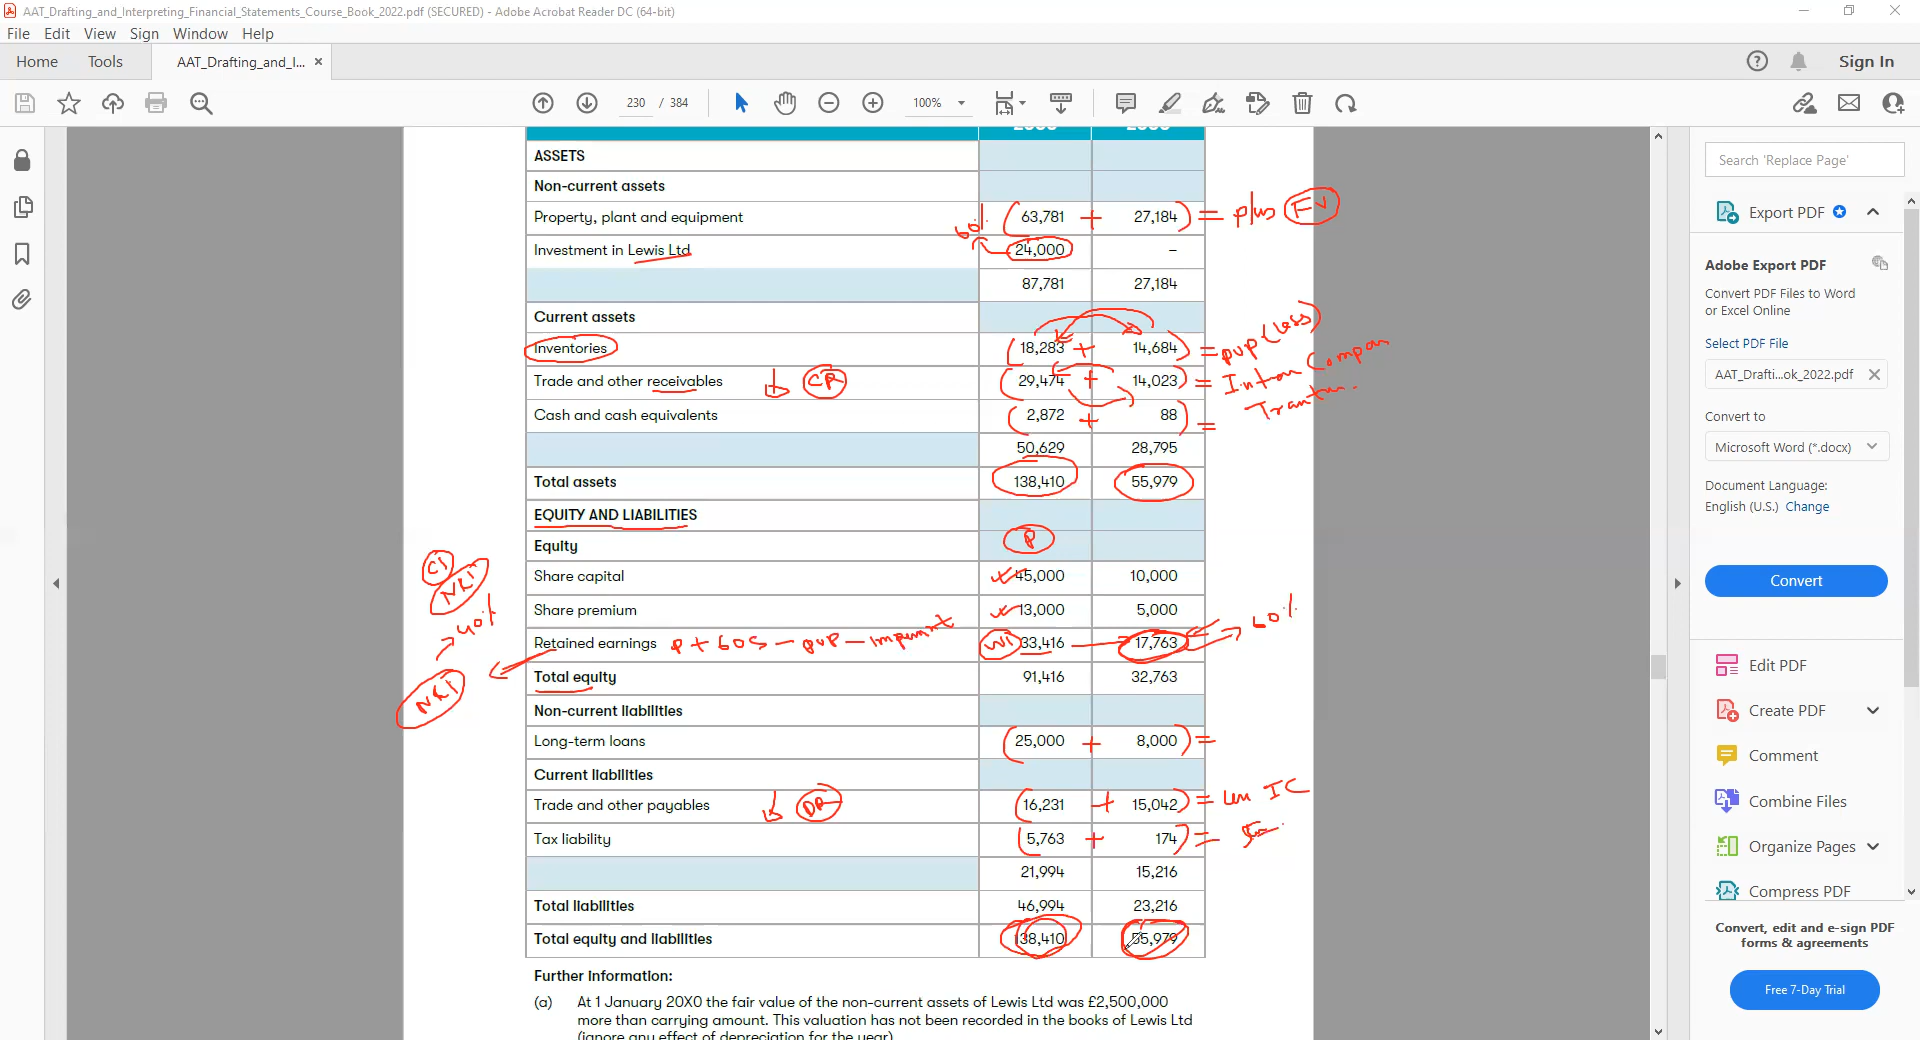 AAT_Drafting_and_Interpreting_Financial_Statements_Course_Book_2022.pdf (SECURED) - Adobe Acrobat Reader DC (64-bit)
File Edit View Sign Window Help
Home Tools AAT_Drafting_and_I... × Sign In
230 / 384 100%
ASSETS
Non-current assets
Property, plant and equipment 63,781 + 27,184 = plus FV
60%
Investment in Lewis Ltd 24,000 –
87,781 27,184
Current assets
Inventories 18,283 + 14,684 = PUP (less)
Trade and other receivables CR 29,474 + 14,023 = Intra Compan
Cash and cash equivalents 2,872 + 88 =
50,629 28,795
Total assets 138,410 55,979
EQUITY AND LIABILITIES
Equity P
Share capital 45,000 10,000
Share premium 13,000 5,000
60%
40%
Retained earnings P + 60S – PUP – 33,416 17,763
Total equity 91,416 32,763
Non-current liabilities
Long-term loans 25,000 + 8,000 =
Current liabilities
Trade and other payables DR 16,231 + 15,042 = IC
Tax liability 5,763 + 174 =
21,994 15,216
Total liabilities 46,994 23,216
Total equity and liabilities 138,410 55,979
Further information:
(a) At 1 January 20X0 the fair value of the non-current assets of Lewis Ltd was £2,500,000
more than carrying amount. This valuation has not been recorded in the books of Lewis Ltd
(ignore any effect of depreciation for the year)
Search 'Replace Page'
Export PDF
Adobe Export PDF
Convert PDF Files to Word
or Excel Online
Select PDF File
AAT_Drafti...ok_2022.pdf ×
Convert to
Microsoft Word (*.docx)
Document Language:
English (U.S.) Change
Convert
Edit PDF
Create PDF
Comment
Combine Files
Organize Pages
Compress PDF
Convert, edit and e-sign PDF
forms & agreements
Free 7-Day Trial